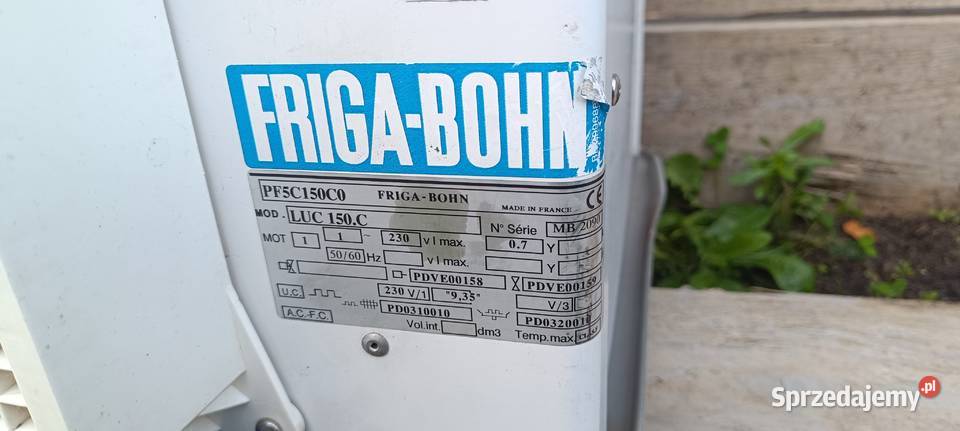 FRIGA-BOHN
PF5C150C0 FRIGA-BOHN MADE IN FRANCE CE
MOD. LUC 150.C N° Série MB/2090
MOT 1 1 ~ 230 v I max. 0.7 Y
50/60 Hz v I max. Y
PDVE00158 PDVE00159
U.C. 230 V/1 "9,35" V/3
A.C.-F.C. PD0310010
Vol.int. dm3 Temp.max
Sprzedajemy.pl